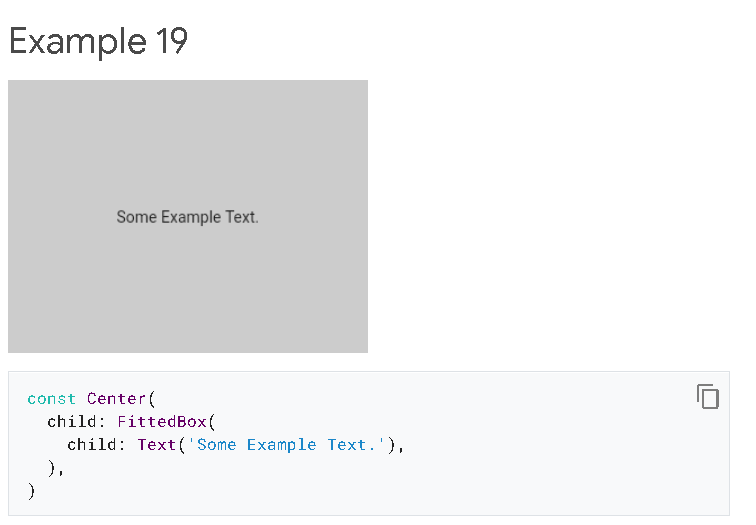 Example 19
Some Example Text.
const Center(
  child: FittedBox(
    child: Text('Some Example Text.'),
  ),
)